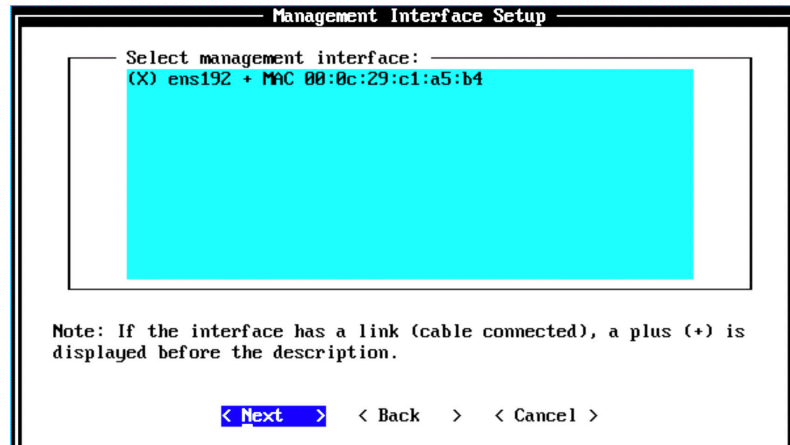 Management Interface Setup
Select management interface:
(X) ens192 + MAC 00:0c:29:c1:a5:b4
Note: If the interface has a link (cable connected), a plus (+) is
displayed before the description.
< Next > < Back > < Cancel >